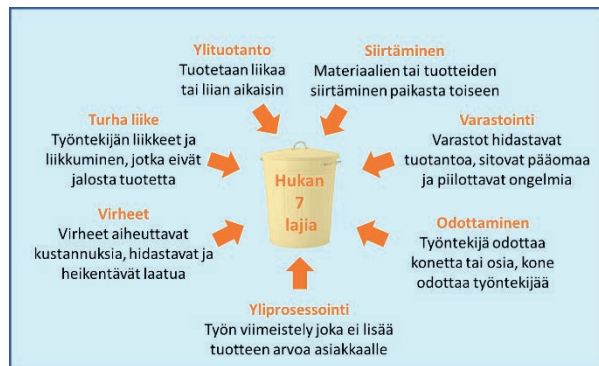 Ylituotanto
Tuotetaan liikaa
tai liian aikaisin
Siirtäminen
Materiaalien tai tuotteiden
siirtäminen paikasta toiseen
Turha liike
Työntekijän liikkeet ja
liikkuminen, jotka eivät
jalosta tuotetta
Varastointi
Varastot hidastavat
tuotantoa, sitovat pääomaa
ja piilottavat ongelmia
Hukan
7
lajia
Virheet
Virheet aiheuttavat
kustannuksia, hidastavat ja
heikentävät laatua
Odottaminen
Työntekijä odottaa
konetta tai osia, kone
odottaa työntekijää
Yliprosessointi
Työn viimeistely joka ei lisää
tuotteen arvoa asiakkaalle